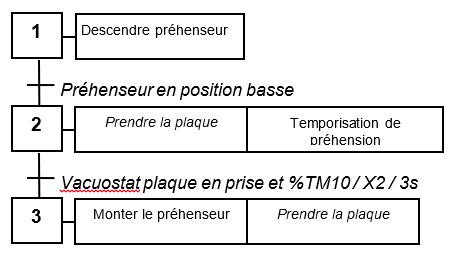 1
Descendre préhenseur
Préhenseur en position basse
2
Prendre la plaque
Temporisation de
préhension
Vacuostat plaque en prise et %TM10 / X2 / 3s
3
Monter le préhenseur
Prendre la plaque